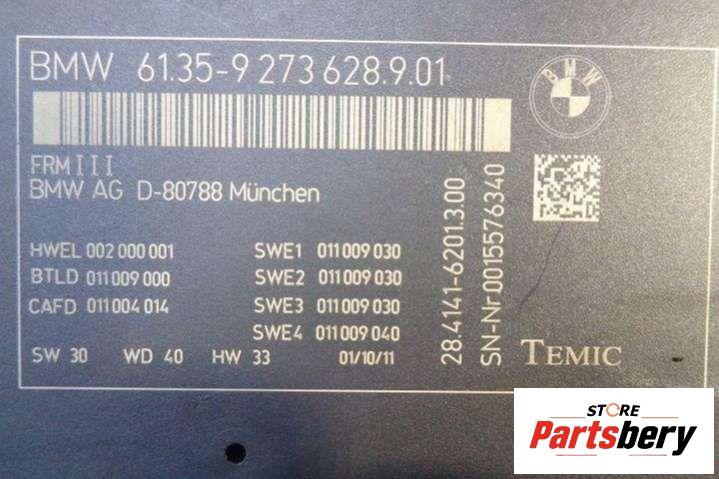 BMW 61.35-9 273 628.9.01
BMW
FRM III
BMW AG D-80788 München
HWEL 002 000 001
BTLD 011 009 000
CAFD 011 004 014
SWE1 011 009 030
SWE2 011 009 030
SWE3 011 009 030
SWE4 011 009 040
SW 30 WD 40 HW 33 01/10/11
28.4141-6201.3.00
SN-Nr.0015576340
TEMIC
STORE
Partsbery